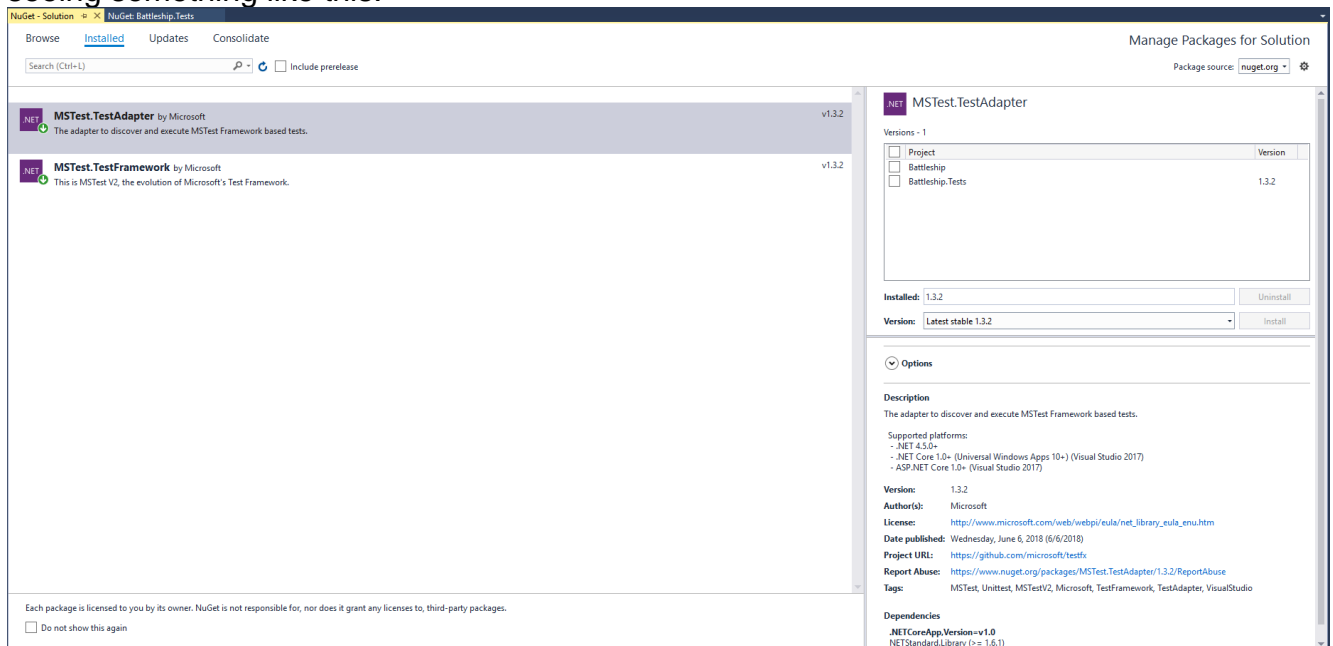 seeing something like this.
NuGet - Solution NuGet: Battleship.Tests
Browse Installed Updates Consolidate
Manage Packages for Solution
Search (Ctrl+L) Include prerelease
Package source: nuget.org
.NET MSTest.TestAdapter by Microsoft v1.3.2
The adapter to discover and execute MSTest Framework based tests.
.NET MSTest.TestFramework by Microsoft v1.3.2
This is MSTest V2, the evolution of Microsoft's Test Framework.
Each package is licensed to you by its owner. NuGet is not responsible for, nor does it grant any licenses to, third-party packages.
Do not show this again
.NET MSTest.TestAdapter
Versions - 1
Project Version
Battleship
Battleship.Tests 1.3.2
Installed: 1.3.2 Uninstall
Version: Latest stable 1.3.2 Install
Options
Description
The adapter to discover and execute MSTest Framework based tests.
Supported platforms:
- .NET 4.5.0+
- .NET Core 1.0+ (Universal Windows Apps 10+) (Visual Studio 2017)
- ASP.NET Core 1.0+ (Visual Studio 2017)
Version: 1.3.2
Author(s): Microsoft
License: http://www.microsoft.com/web/webpi/eula/net_library_eula_enu.htm
Date published: Wednesday, June 6, 2018 (6/6/2018)
Project URL: https://github.com/microsoft/testfx
Report Abuse: https://www.nuget.org/packages/MSTest.TestAdapter/1.3.2/ReportAbuse
Tags: MSTest, Unittest, MSTestV2, Microsoft, TestFramework, TestAdapter, VisualStudio
Dependencies
.NETCoreApp,Version=v1.0
NETStandard.Library (>= 1.6.1)